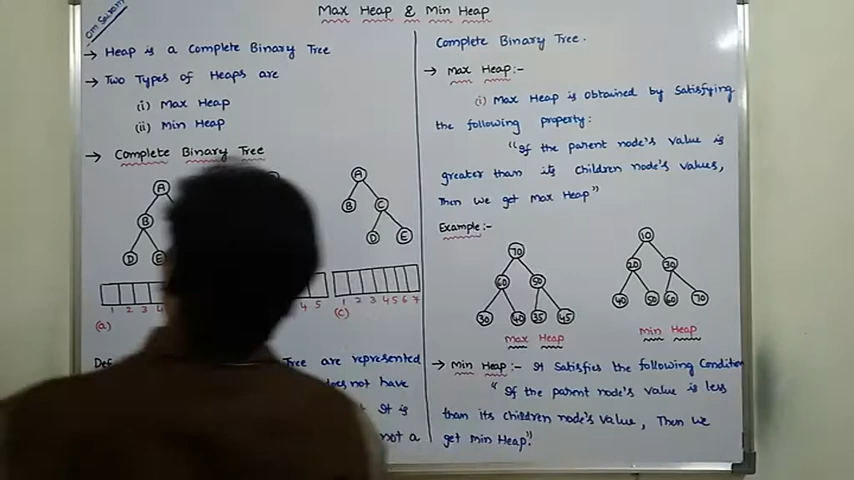 Om Sairam
Max Heap & Min Heap
→ Heap is a Complete Binary Tree
→ Two Types of Heaps are
(i) Max Heap
(ii) Min Heap
→ Complete Binary Tree
A
B
D E
A
B C
D E
1 2 3 4
4 5
1 2 3 4 5 6 7
(a)
(c)
Def
Tree are represented
does not have
It is
not a
Complete Binary Tree.
→ Max Heap:-
(i) Max Heap is obtained by Satisfying
the following property:
"If the parent node's value is
greater than its children node's values,
Then we get Max Heap"
Example:-
70
60 50
30 40 35 45
Max Heap
10
20 30
40 50 60 70
Min Heap
→ Min Heap:- It Satisfies the following Condition
"If the parent node's value is less
than its children node's value, Then we
get Min Heap."